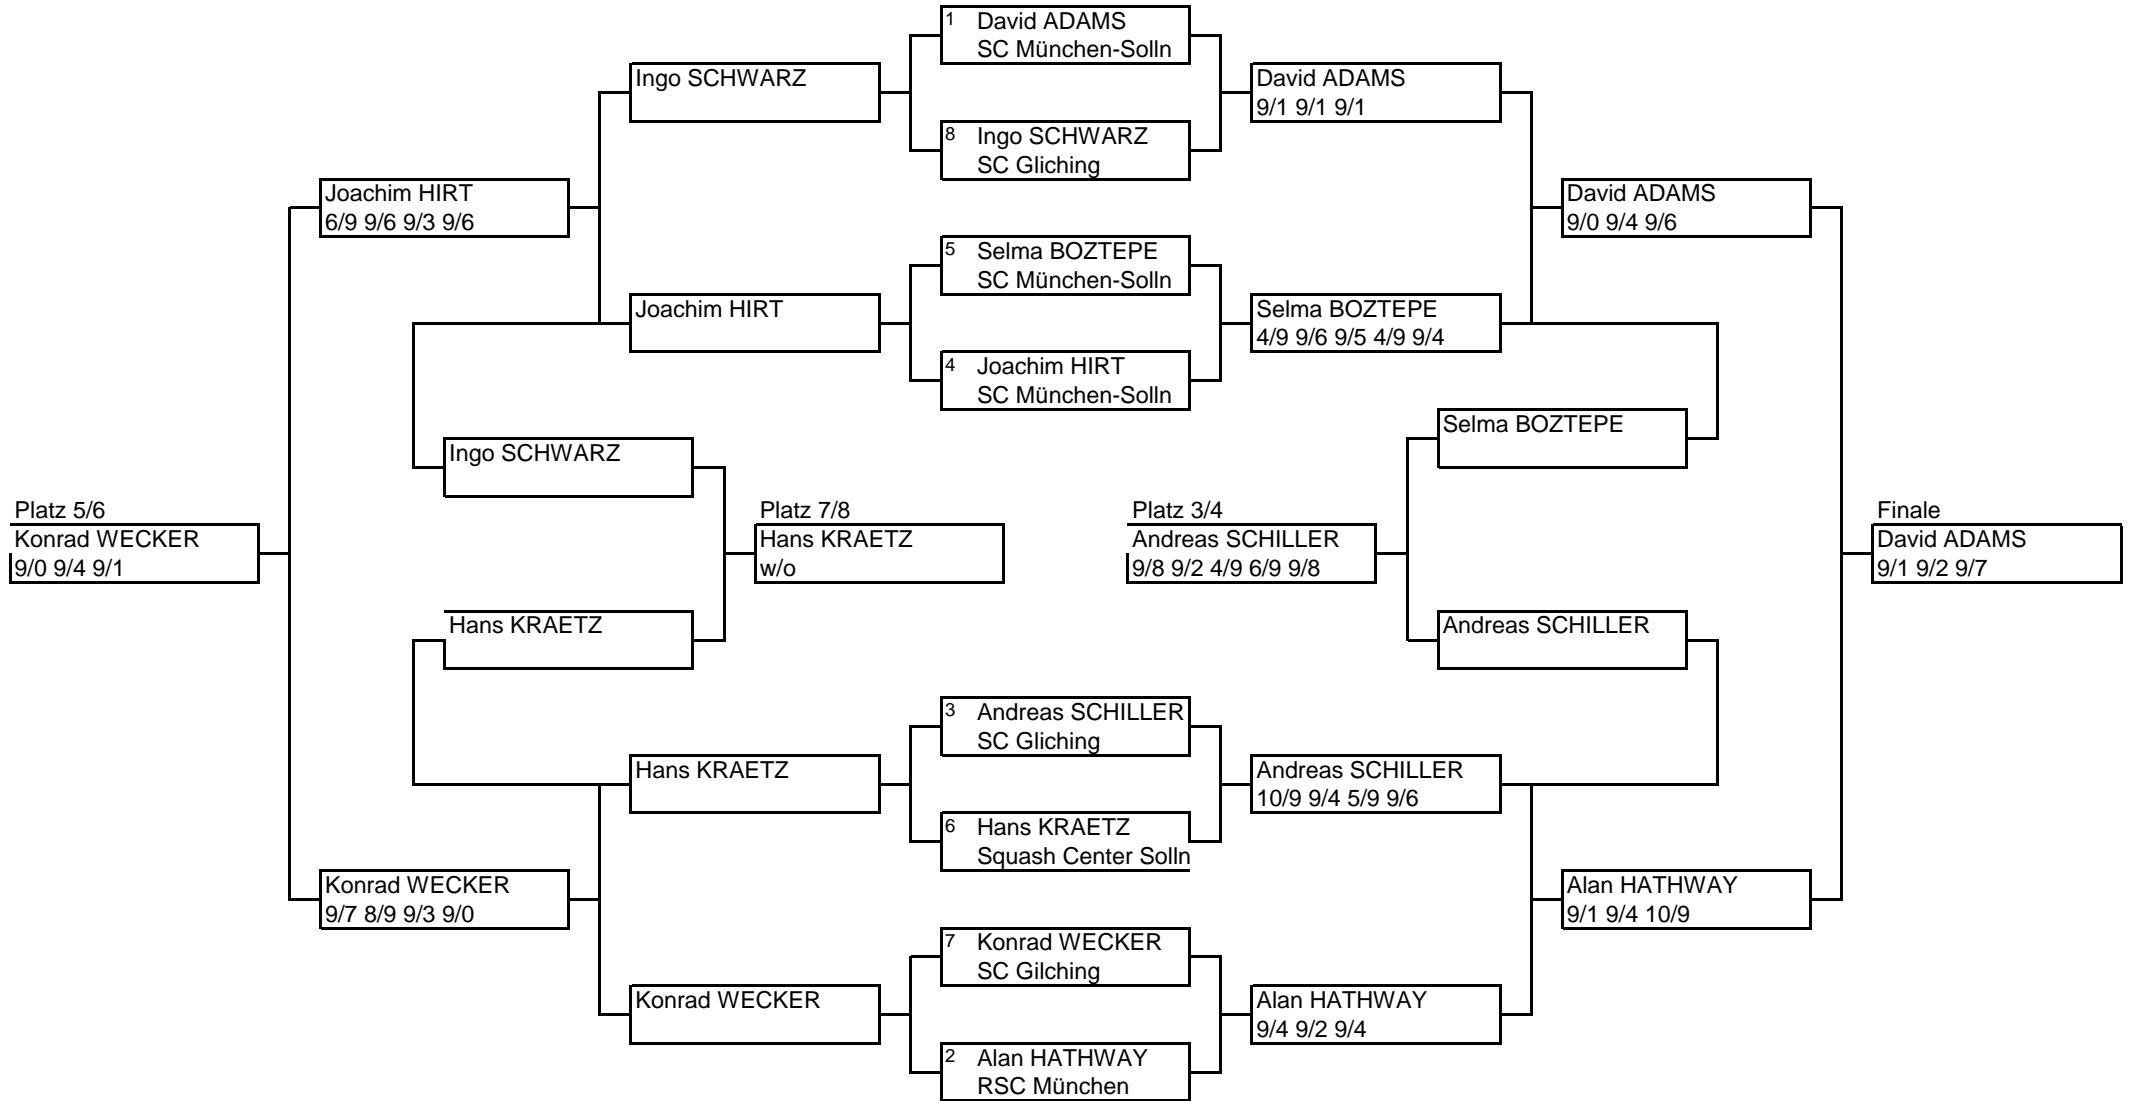 1 David ADAMS
SC München-Solln
Ingo SCHWARZ
David ADAMS
9/1 9/1 9/1
8 Ingo SCHWARZ
SC Gliching
Joachim HIRT
6/9 9/6 9/3 9/6
David ADAMS
9/0 9/4 9/6
5 Selma BOZTEPE
SC München-Solln
Joachim HIRT
Selma BOZTEPE
4/9 9/6 9/5 4/9 9/4
4 Joachim HIRT
SC München-Solln
Selma BOZTEPE
Ingo SCHWARZ
Platz 5/6
Konrad WECKER
9/0 9/4 9/1
Platz 7/8
Hans KRAETZ
w/o
Platz 3/4
Andreas SCHILLER
9/8 9/2 4/9 6/9 9/8
Finale
David ADAMS
9/1 9/2 9/7
Hans KRAETZ
Andreas SCHILLER
3 Andreas SCHILLER
SC Gliching
Hans KRAETZ
Andreas SCHILLER
10/9 9/4 5/9 9/6
6 Hans KRAETZ
Squash Center Solln
Konrad WECKER
9/7 8/9 9/3 9/0
Alan HATHWAY
9/1 9/4 10/9
7 Konrad WECKER
SC Gilching
Konrad WECKER
Alan HATHWAY
9/4 9/2 9/4
2 Alan HATHWAY
RSC München